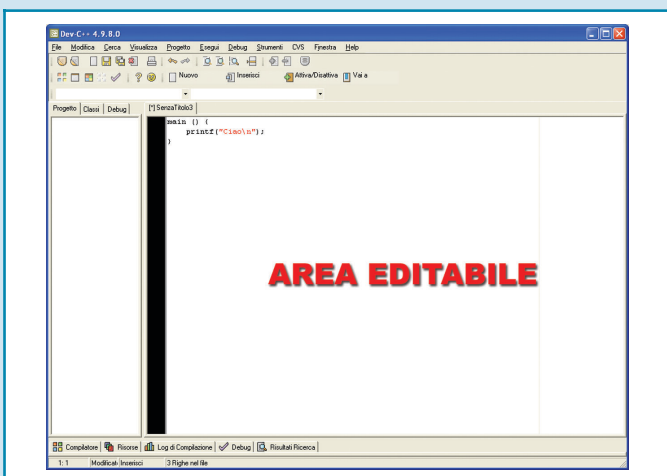 Dev-C++ 4.9.8.0
File Modifica Cerca Visualizza Progetto Esegui Debug Strumenti CVS Finestra Help
Nuovo Inserisci Attiva/Disattiva Vai a
Progetto Classi Debug [*] SenzaTitolo3
main () {
printf("Ciao\n");
}
AREA EDITABILE
Compilatore Risorse Log di Compilazione Debug Risultati Ricerca
1: 1 Modificat- Inserisci 3 Righe nel file